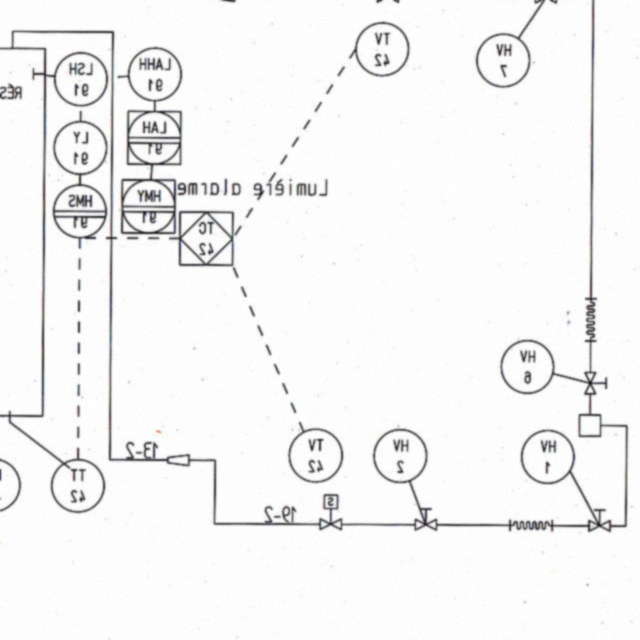 TV
42
HV
7
LSH
91
LAHH
91
RÉS
LAH
91
LY
91
Lumière alarme
HMS
91
HMY
91
TC
42
HV
6
13-2
TV
42
HV
2
HV
1
TT
42
S
19-2